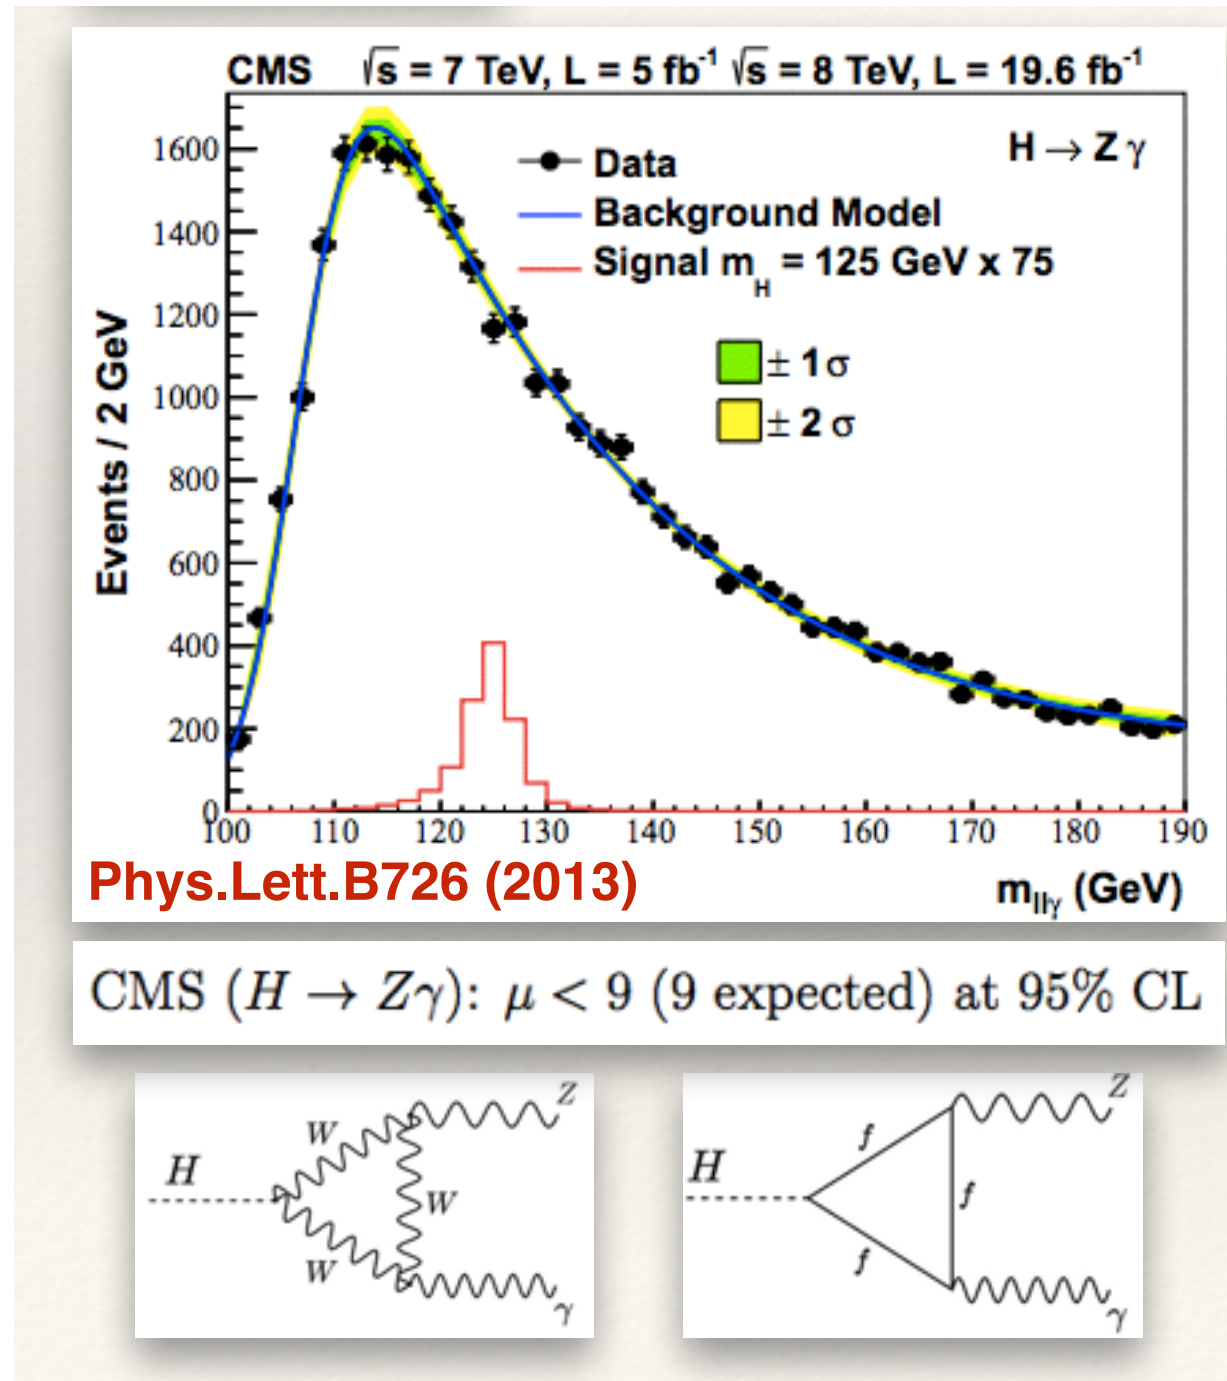 CMS √s = 7 TeV, L = 5 fb⁻¹ √s = 8 TeV, L = 19.6 fb⁻¹
H → Z γ
Data
Background Model
Signal m_H = 125 GeV x 75
± 1 σ
± 2 σ
Events / 2 GeV
1600
1400
1200
1000
800
600
400
200
0
100 110 120 130 140 150 160 170 180 190
Phys.Lett.B726 (2013)
m_llγ (GeV)
CMS (H → Zγ): μ < 9 (9 expected) at 95% CL
H W W W Z γ
H f f f Z γ